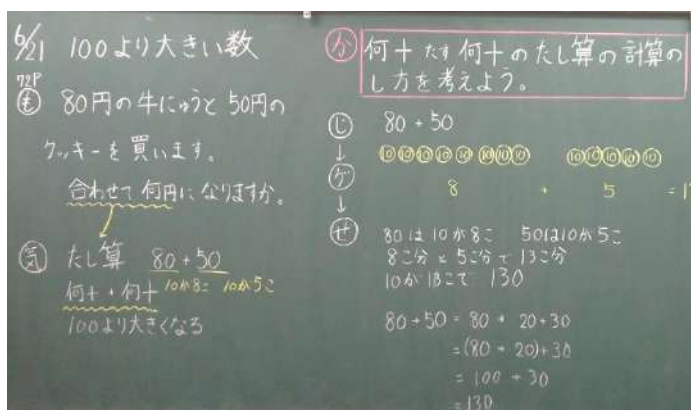 6/21 100より大きい数
72P
も 80円の牛にゅうと50円の
クッキーを買います。
合わせて何円になりますか。
気 たし算 80+50
何十+何十 10が8こ 10が5こ
100より大きくなる
か 何十たす何十のたし算の計算の
し方を考えよう。
じ 80+50
↓ ⑩⑩⑩⑩⑩⑩⑩⑩ ⑩⑩⑩⑩⑩
グ 8 + 5 = 1
↓
ぜ 80は10が8こ 50は10が5こ
8こ分と5こ分で13こ分
10が13こで 130
80+50=80+20+30
=(80+20)+30
=100+30
=130